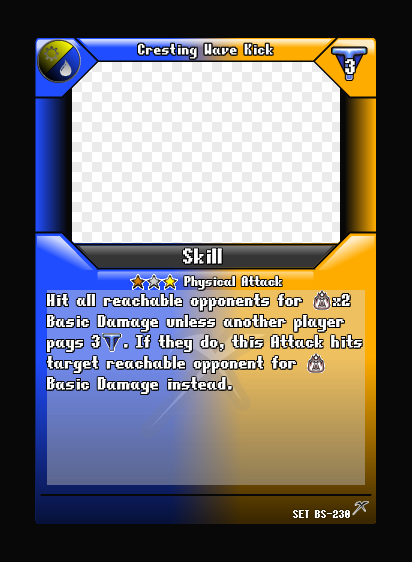 Cresting Wave Kick
3
Skill
Physical Attack
Hit all reachable opponents for x2
Basic Damage unless another player
pays 3. If they do, this Attack hits
target reachable opponent for
Basic Damage instead.
SET BS-230